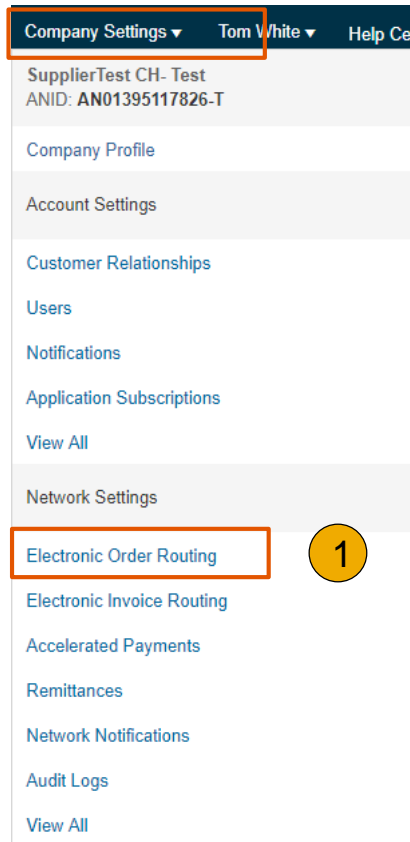 Company Settings ▾ Tom White ▾ Help Ce
SupplierTest CH- Test
ANID: AN01395117826-T
Company Profile
Account Settings
Customer Relationships
Users
Notifications
Application Subscriptions
View All
Network Settings
Electronic Order Routing
1
Electronic Invoice Routing
Accelerated Payments
Remittances
Network Notifications
Audit Logs
View All